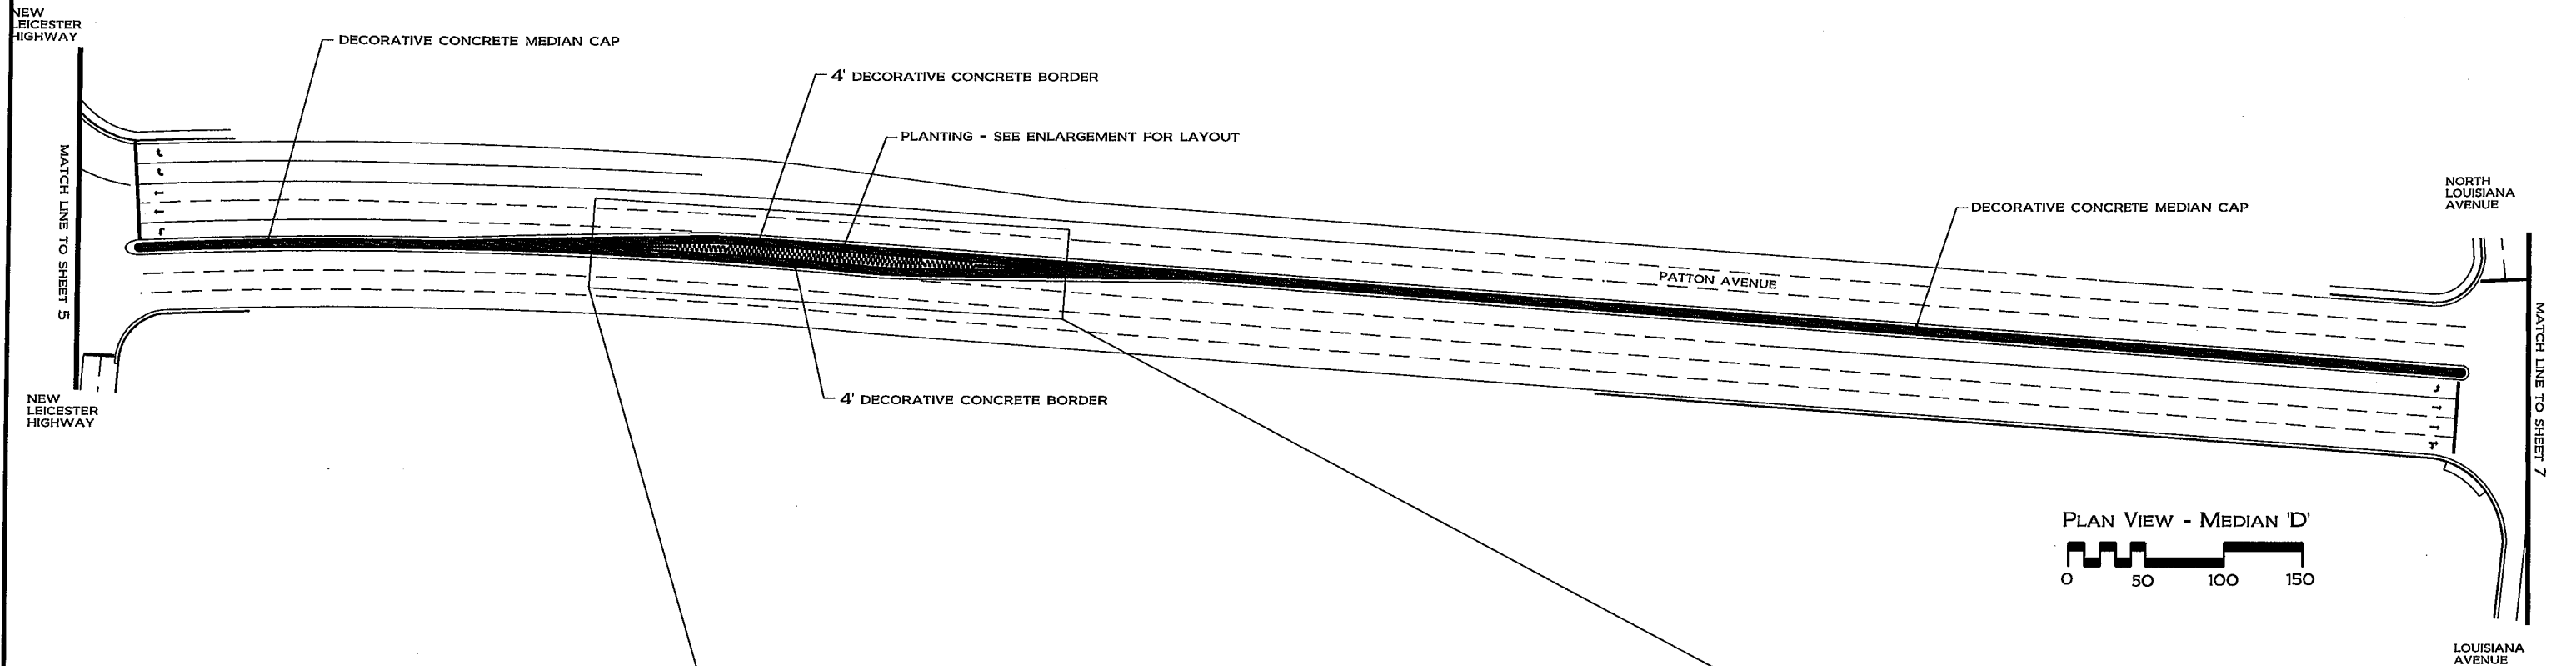 NEW
LEICESTER
HIGHWAY
DECORATIVE CONCRETE MEDIAN CAP
4' DECORATIVE CONCRETE BORDER
PLANTING - SEE ENLARGEMENT FOR LAYOUT
MATCH LINE TO SHEET 5
NORTH
LOUISIANA
AVENUE
DECORATIVE CONCRETE MEDIAN CAP
PATTON AVENUE
MATCH LINE TO SHEET 7
NEW
LEICESTER
HIGHWAY
4' DECORATIVE CONCRETE BORDER
PLAN VIEW - MEDIAN 'D'
0 50 100 150
LOUISIANA
AVENUE